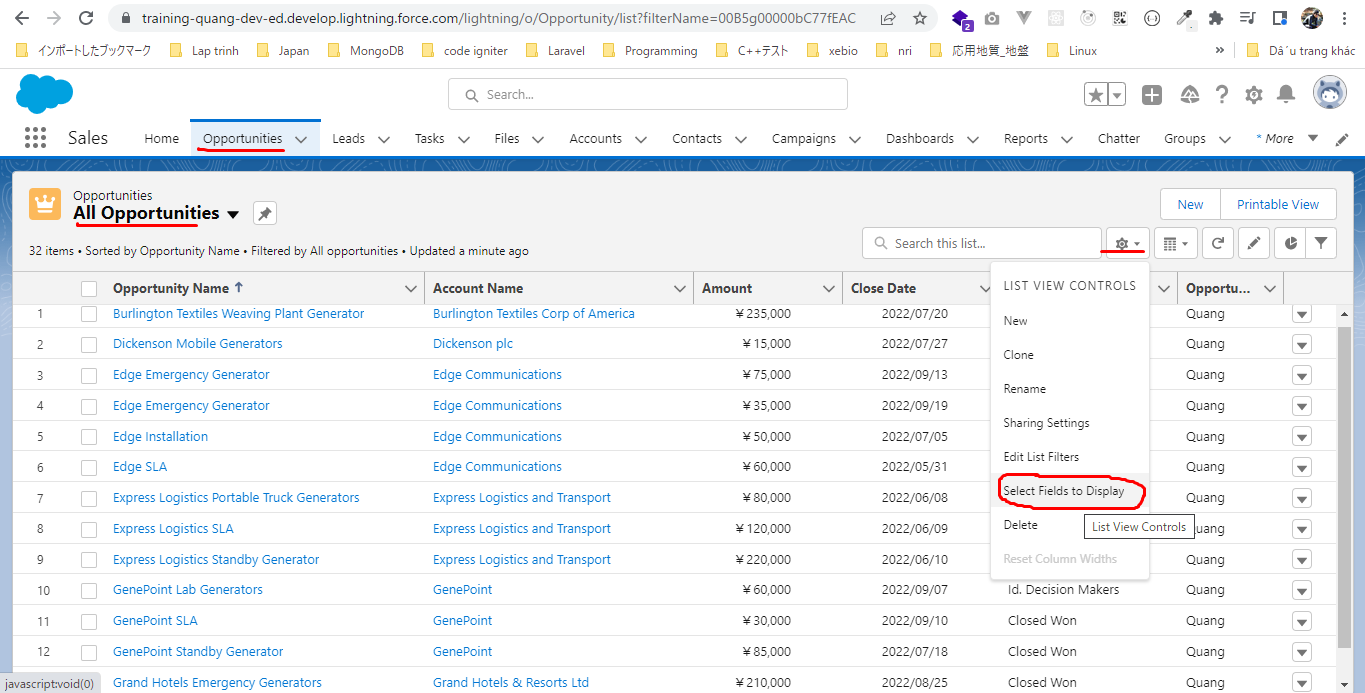 training-quang-dev-ed.develop.lightning.force.com/lightning/o/Opportunity/list?filterName=00B5g00000bC77fEAC
2
インポートしたブックマーク Lap trinh Japan MongoDB code igniter Laravel Programming C++テスト xebio nri 応用地質_地盤 Linux » Dấu trang khác
Search...
Sales Home Opportunities Leads Tasks Files Accounts Contacts Campaigns Dashboards Reports Chatter Groups * More
Opportunities
All Opportunities
New Printable View
32 items • Sorted by Opportunity Name • Filtered by All opportunities • Updated a minute ago
Search this list...
Opportunity Name ↑ Account Name Amount Close Date Opportu...
LIST VIEW CONTROLS
New
Clone
Rename
Sharing Settings
Edit List Filters
Select Fields to Display
Delete
List View Controls
Reset Column Widths
1 Burlington Textiles Weaving Plant Generator Burlington Textiles Corp of America ¥235,000 2022/07/20 Quang
2 Dickenson Mobile Generators Dickenson plc ¥15,000 2022/07/27 Quang
3 Edge Emergency Generator Edge Communications ¥75,000 2022/09/13 Quang
4 Edge Emergency Generator Edge Communications ¥35,000 2022/09/19 Quang
5 Edge Installation Edge Communications ¥50,000 2022/07/05 Quang
6 Edge SLA Edge Communications ¥60,000 2022/05/31 Quang
7 Express Logistics Portable Truck Generators Express Logistics and Transport ¥80,000 2022/06/08 Quang
8 Express Logistics SLA Express Logistics and Transport ¥120,000 2022/06/09 uang
9 Express Logistics Standby Generator Express Logistics and Transport ¥220,000 2022/06/10 Quang
10 GenePoint Lab Generators GenePoint ¥60,000 2022/09/07 Id. Decision Makers Quang
11 GenePoint SLA GenePoint ¥30,000 2022/09/10 Closed Won Quang
12 GenePoint Standby Generator GenePoint ¥85,000 2022/07/18 Closed Won Quang
Grand Hotels Emergency Generators Grand Hotels & Resorts Ltd ¥210,000 2022/08/25 Closed Won Quang
javascript:void(0)